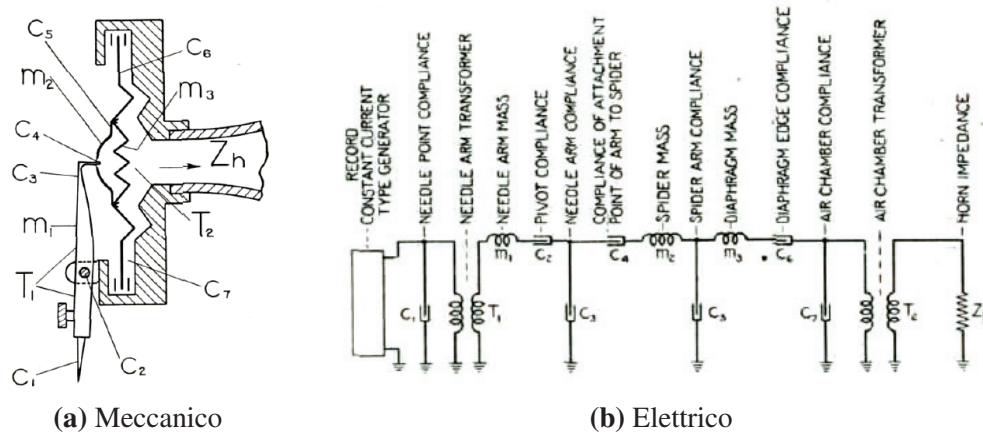 C5
C6
m2
m3
C4
Zh
C3
m1
T2
T1
C7
C1
C2
(a) Meccanico
RECORD
CONSTANT CURRENT
TYPE GENERATOR
NEEDLE POINT COMPLIANCE
NEEDLE ARM TRANSFORMER
NEEDLE ARM MASS
PIVOT COMPLIANCE
NEEDLE ARM COMPLIANCE
COMPLIANCE OF ATTACHMENT
POINT OF ARM TO SPIDER
SPIDER MASS
SPIDER ARM COMPLIANCE
DIAPHRAGM MASS
DIAPHRAGM EDGE COMPLIANCE
AIR CHAMBER COMPLIANCE
AIR CHAMBER TRANSFORMER
HORN IMPEDANCE
m1
C2
C4
m2
m3
C6
C1
T1
C3
C7
(b) Elettrico